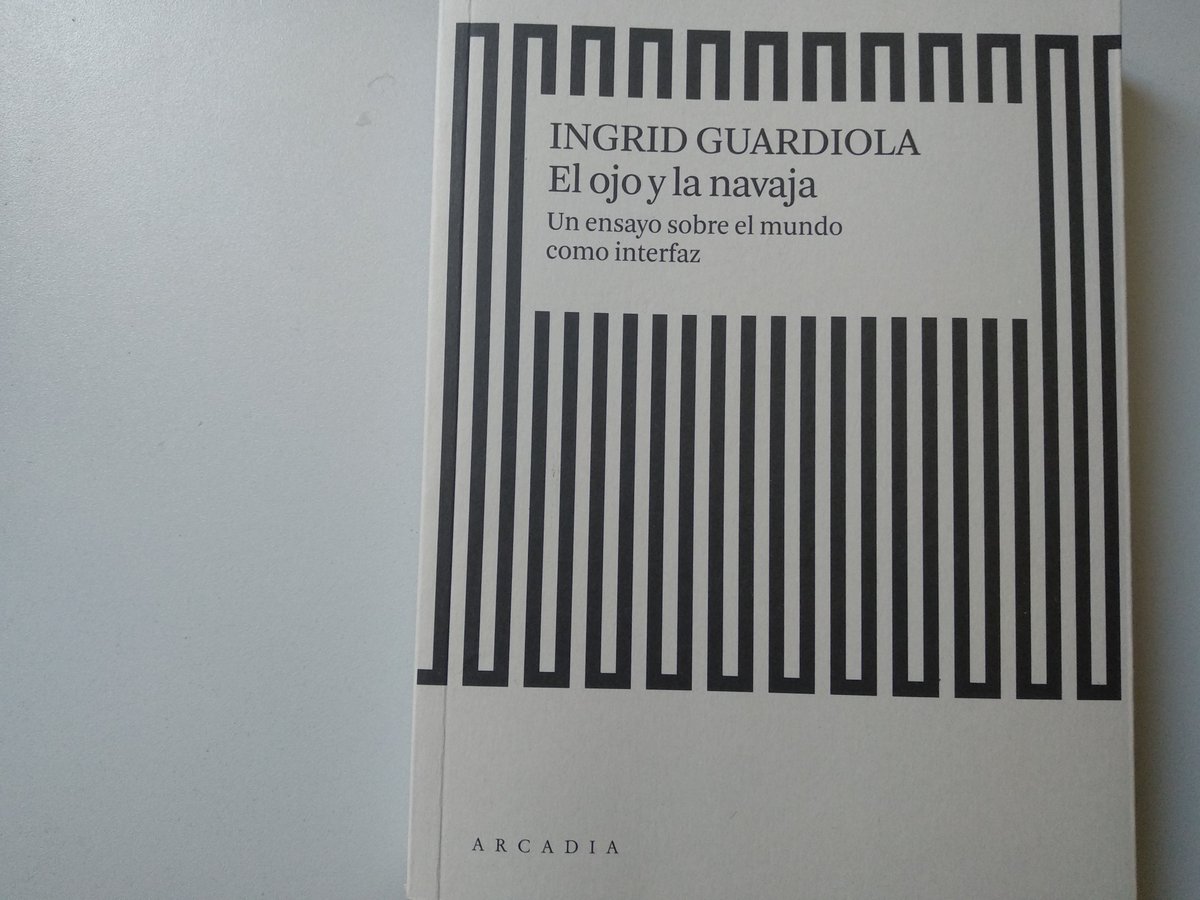 INGRID GUARDIOLA
El ojo y la navaja
Un ensayo sobre el mundo
como interfaz
ARCADIA